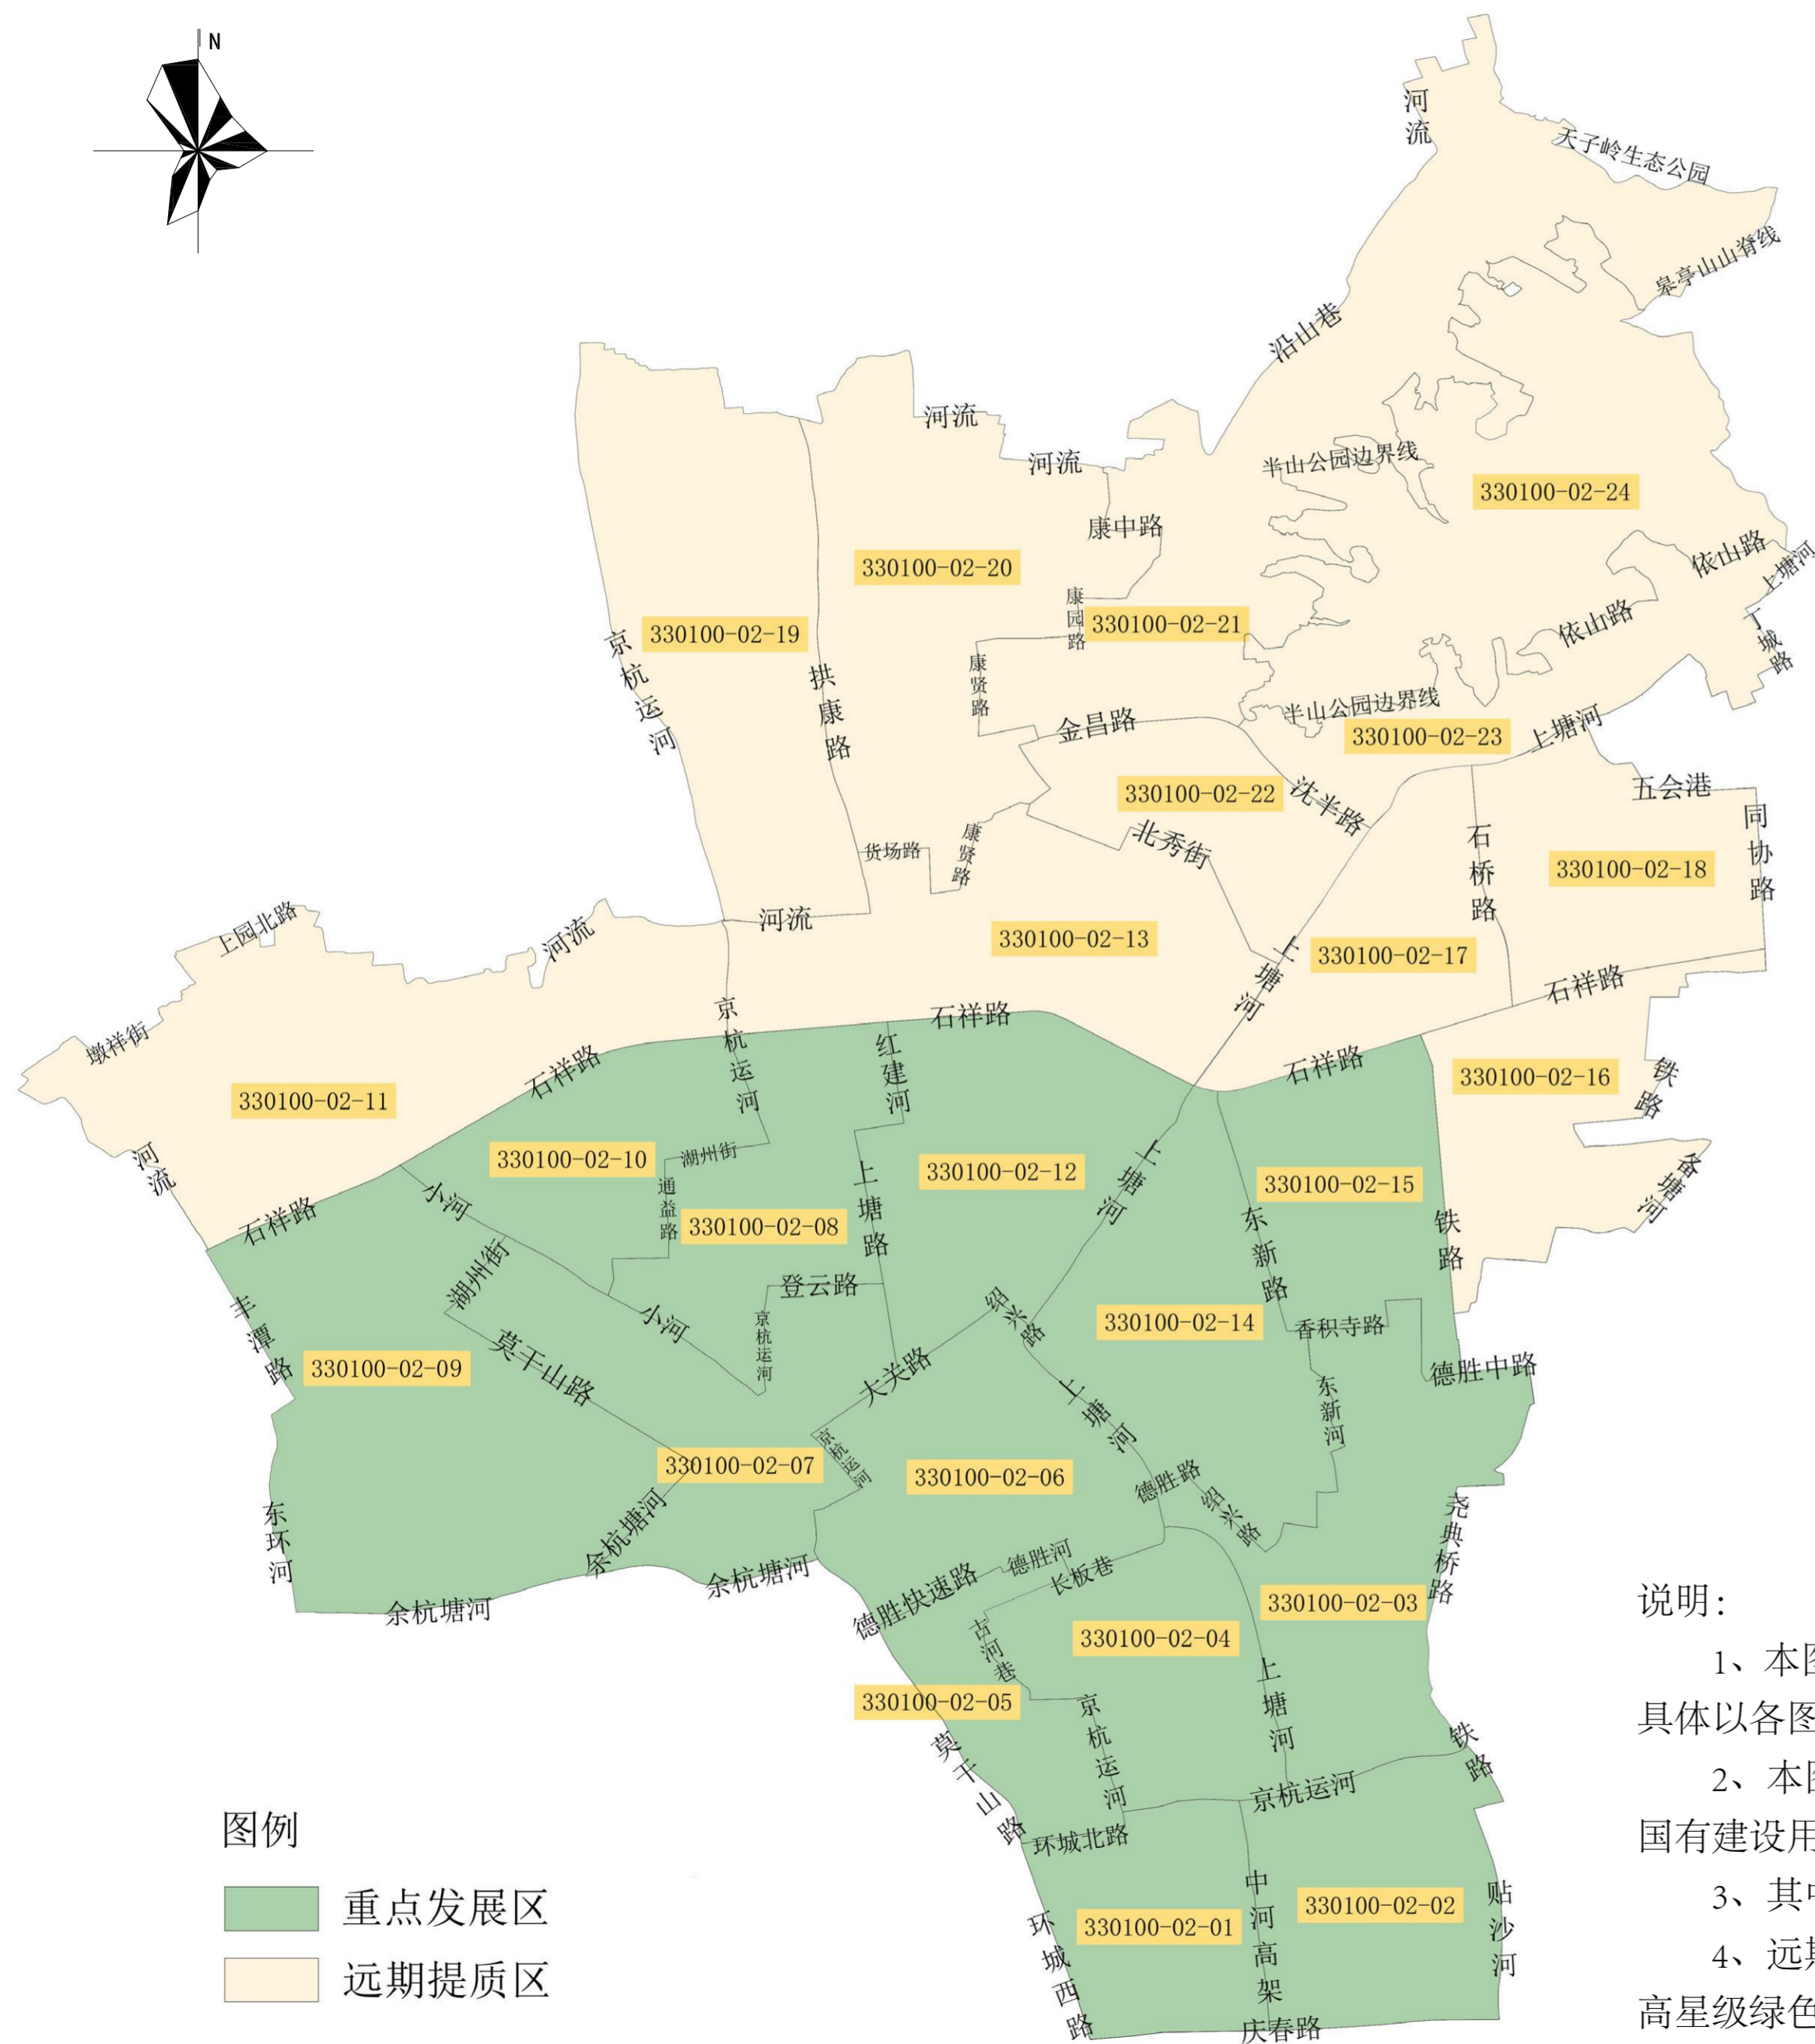 N
河流
天子岭生态公园
皋亭山山脊线
沿山巷
河流
河流
半山公园边界线
330100-02-24
康中路
330100-02-20
依山路
上塘河
康园路
330100-02-21
330100-02-19
依山路
丁城路
京杭运河
拱康路
康贤路
半山公园边界线
金昌路
330100-02-23
上塘河
330100-02-22
沈半路
五会港
同协路
北秀街
石桥路
货场路
康贤路
330100-02-18
上园北路
河流
河流
330100-02-13
上塘河
330100-02-17
石祥路
墩祥街
京杭运河
石祥路
红建河
石祥路
石祥路
330100-02-16
铁路
330100-02-11
河流
330100-02-10
湖州街
330100-02-12
上塘河
330100-02-15
备塘河
小河
通益路
330100-02-08
上塘路
东新路
铁路
石祥路
湖州街
登云路
丰潭路
小河
京杭运河
绍兴路
330100-02-14
香积寺路
330100-02-09
莫干山路
大关路
德胜中路
上塘河
东新河
330100-02-07
京杭运河
330100-02-06
德胜路
绍兴路
东环河
余杭塘河
尧典桥路
余杭塘河
余杭塘河
德胜快速路
德胜河
长板巷
330100-02-03
古河巷
330100-02-04
上塘河
330100-02-05
京杭运河
莫干山路
铁路
京杭运河
环城北路
中河高架
330100-02-02
贴沙河
330100-02-01
环城西路
庆春路
图例
重点发展区
远期提质区
说明：
1、本图
具体以各图
2、本图
国有建设用
3、其中
4、远期
高星级绿色